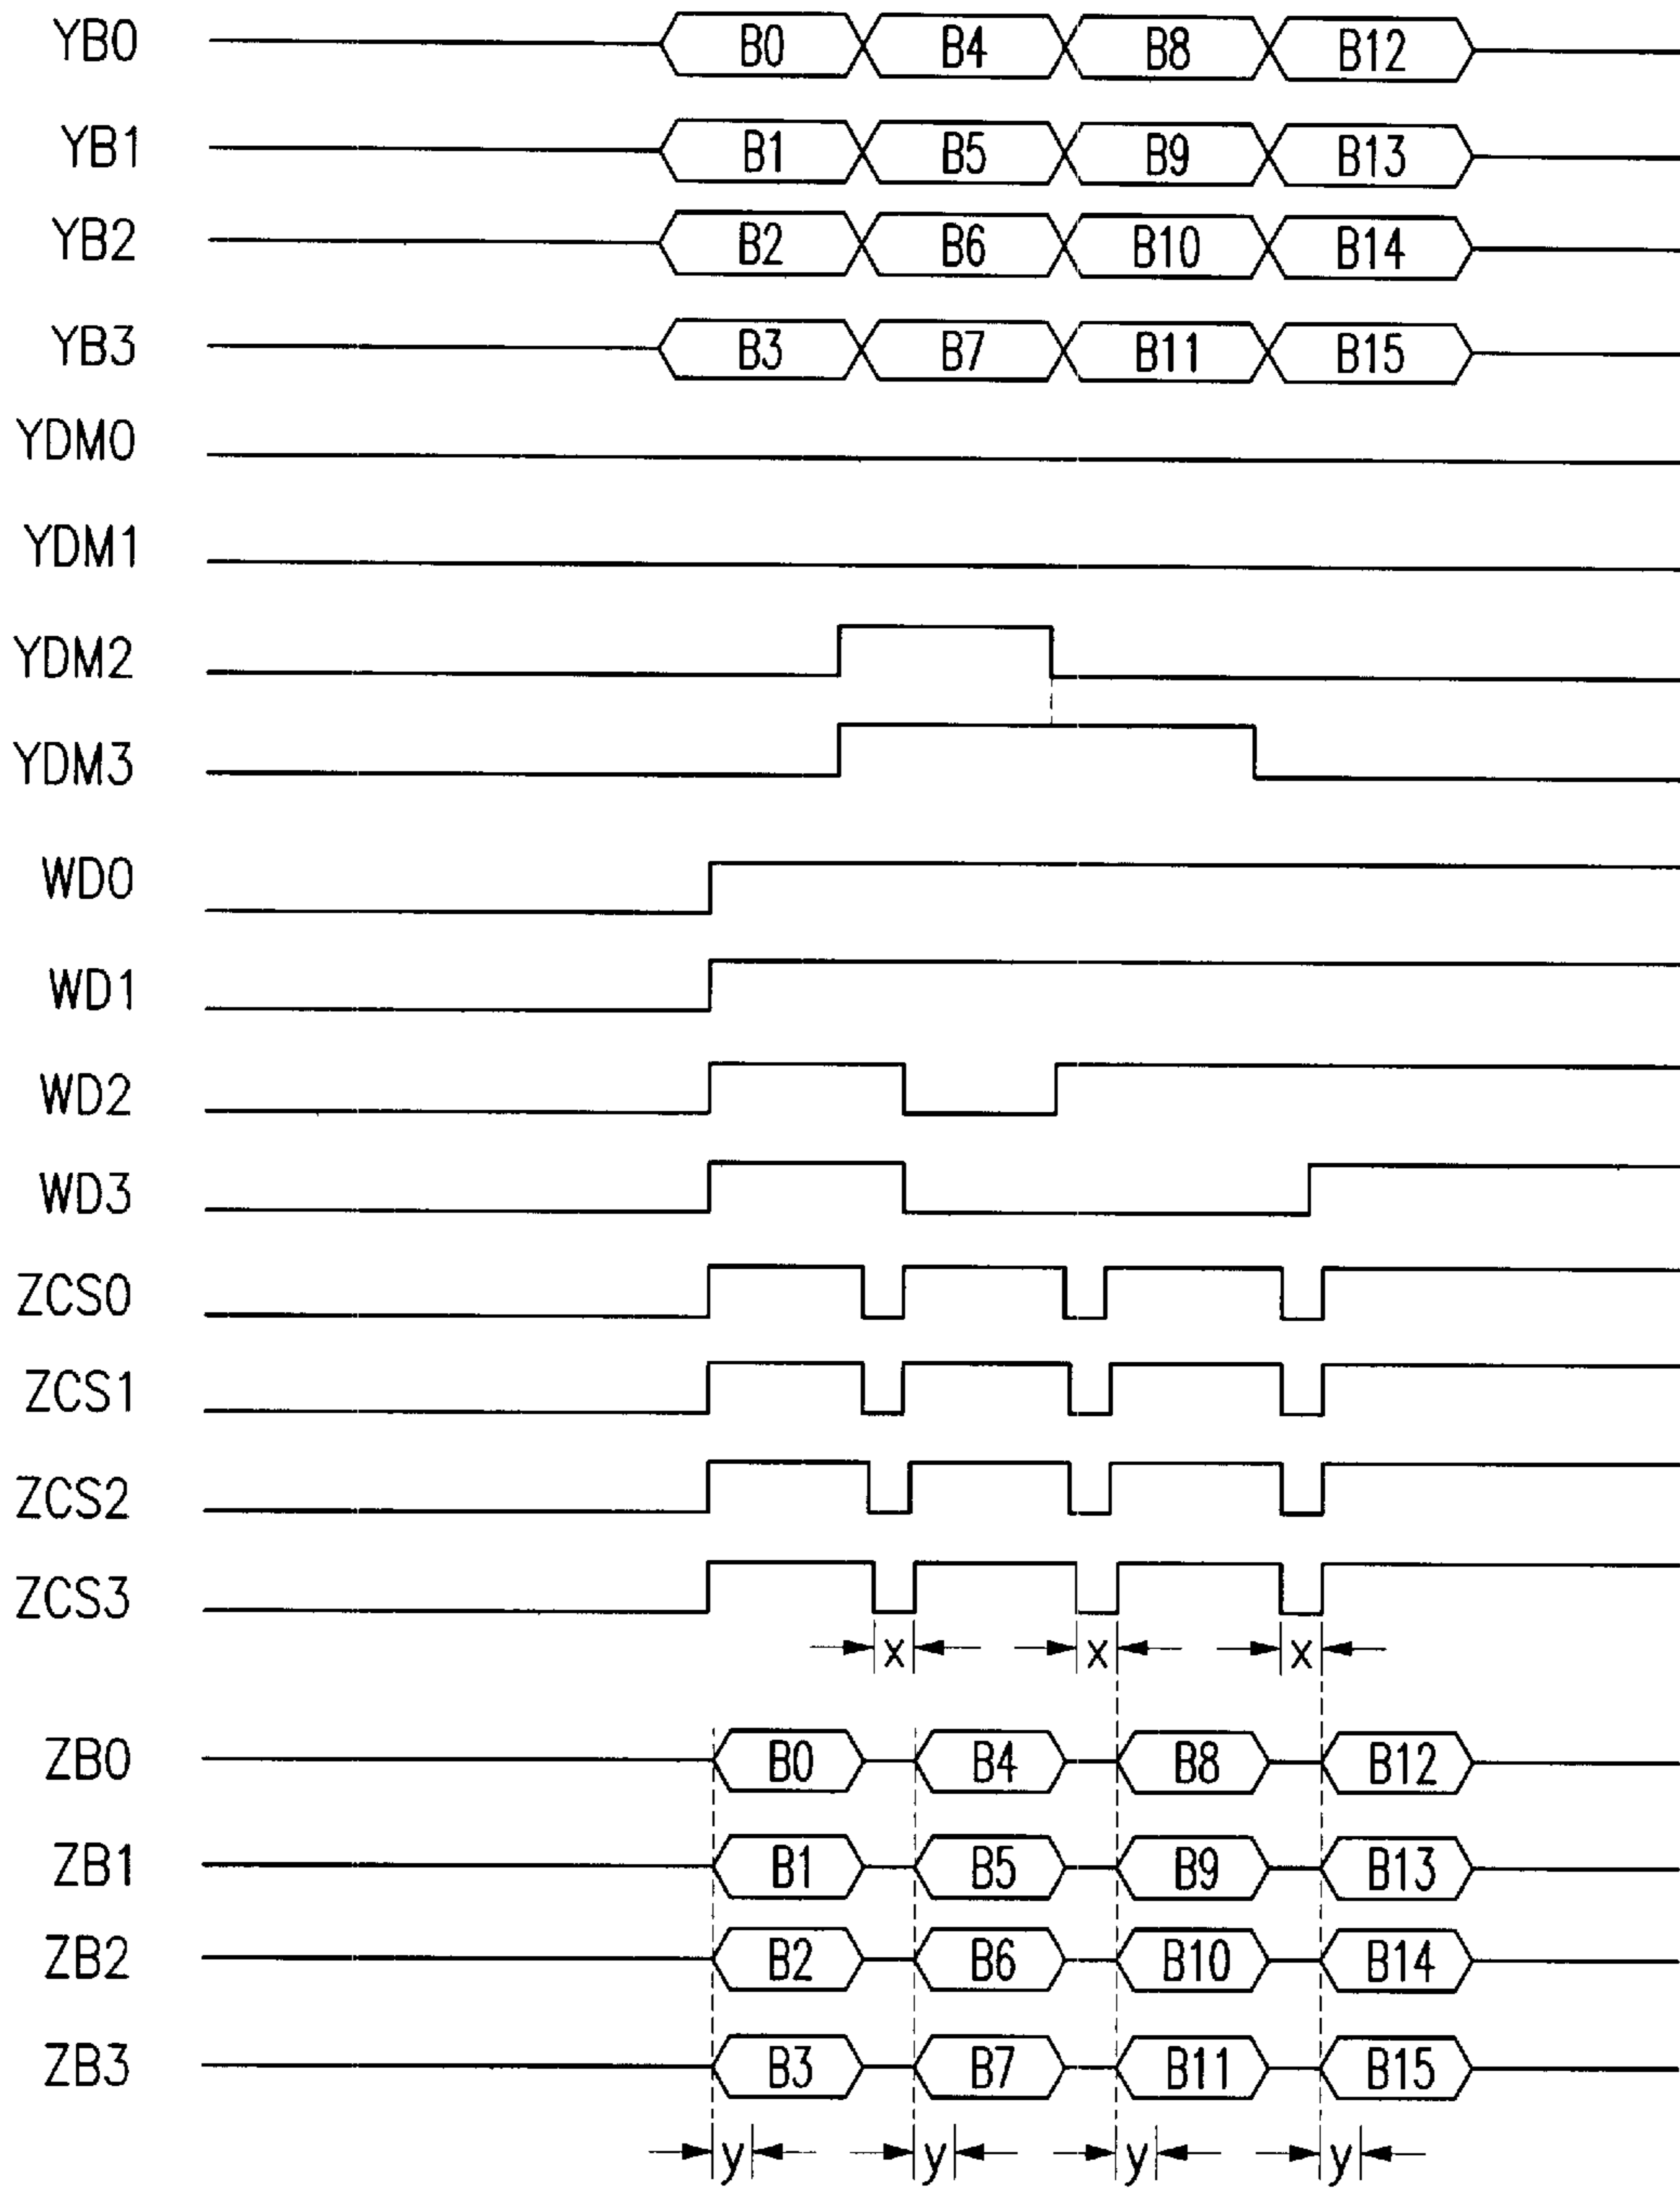 YB0 B0 B4 B8 B12
YB1 B1 B5 B9 B13
YB2 B2 B6 B10 B14
YB3 B3 B7 B11 B15
YDM0
YDM1
YDM2
YDM3
WD0
WD1
WD2
WD3
ZCS0
ZCS1
ZCS2
ZCS3
x x x
ZB0 B0 B4 B8 B12
ZB1 B1 B5 B9 B13
ZB2 B2 B6 B10 B14
ZB3 B3 B7 B11 B15
y y y y